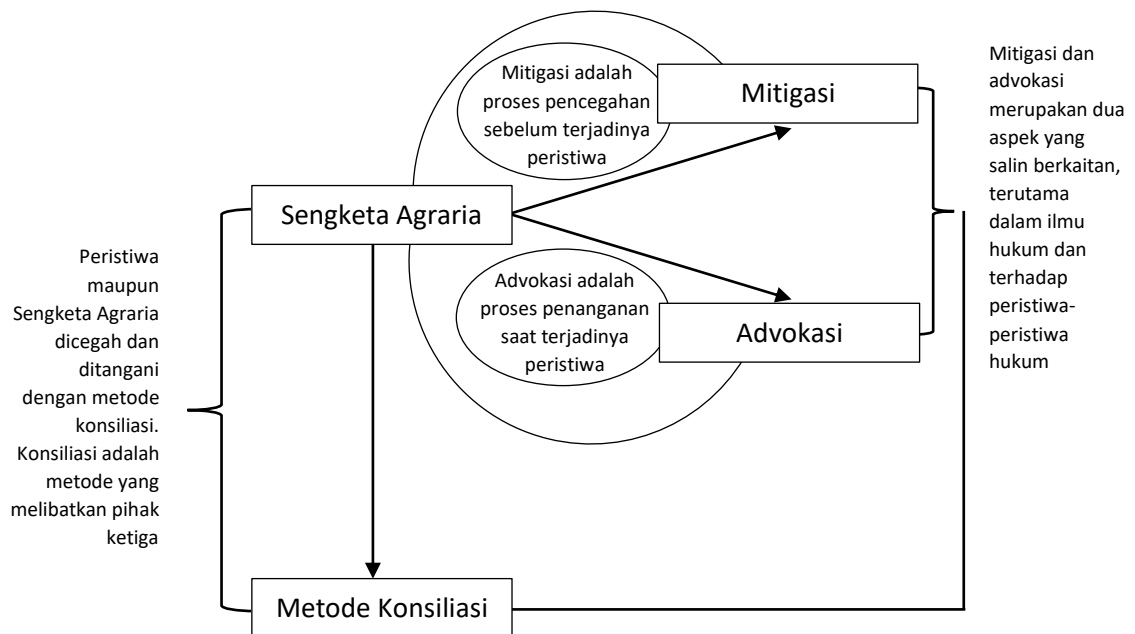 Mitigasi adalah
proses pencegahan
sebelum terjadinya
peristiwa
Mitigasi
Mitigasi dan
advokasi
merupakan dua
aspek yang
salin berkaitan,
terutama
dalam ilmu
hukum dan
terhadap
peristiwa-
peristiwa
hukum
Sengketa Agraria
Peristiwa
maupun
Sengketa Agraria
dicegah dan
ditangani
dengan metode
konsiliasi.
Konsiliasi adalah
metode yang
melibatkan pihak
ketiga
Advokasi adalah
proses penanganan
saat terjadinya
peristiwa
Advokasi
Metode Konsiliasi